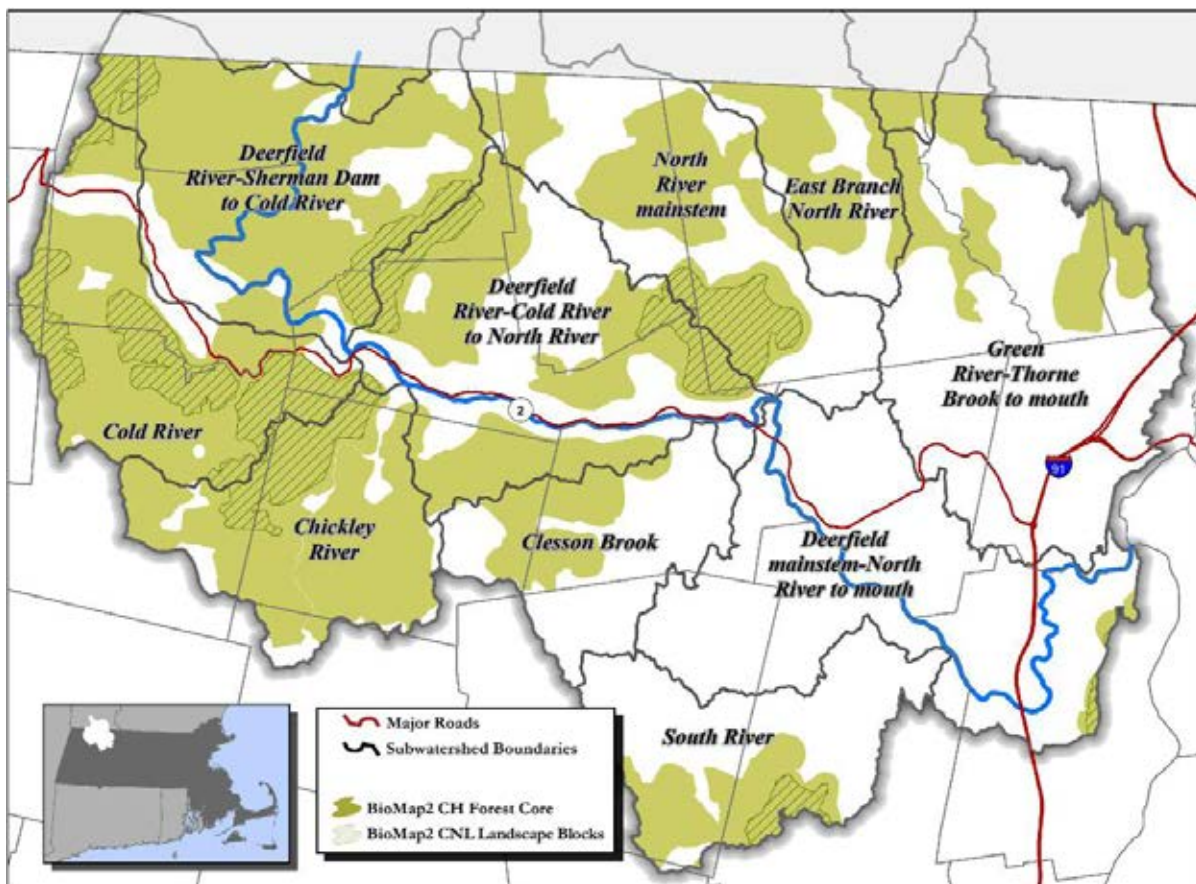 Deerfield
River-Sherman Dam
to Cold River
North
River
mainstem
East Branch
North River
Deerfield
River-Cold River
to North River
Green
River-Thorne
Brook to mouth
2
Cold River
91
Chickley
River
Clesson Brook
Deerfield
mainstem-North
River to mouth
South River
Major Roads
Subwatershed Boundaries
BioMap2 CH Forest Core
BioMap2 CNL Landscape Blocks